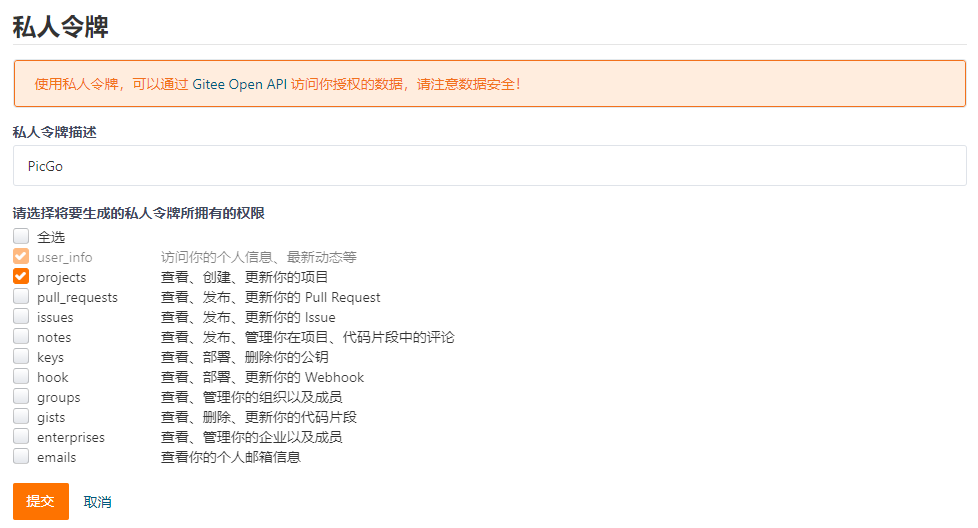 私人令牌
使用私人令牌，可以通过 Gitee Open API 访问你授权的数据，请注意数据安全！
私人令牌描述
PicGo
请选择将要生成的私人令牌所拥有的权限
全选
user_info 访问你的个人信息、最新动态等
projects 查看、创建、更新你的项目
pull_requests 查看、发布、更新你的 Pull Request
issues 查看、发布、更新你的 Issue
notes 查看、发布、管理你在项目、代码片段中的评论
keys 查看、部署、删除你的公钥
hook 查看、部署、更新你的 Webhook
groups 查看、管理你的组织以及成员
gists 查看、删除、更新你的代码片段
enterprises 查看、管理你的企业以及成员
emails 查看你的个人邮箱信息
提交 取消